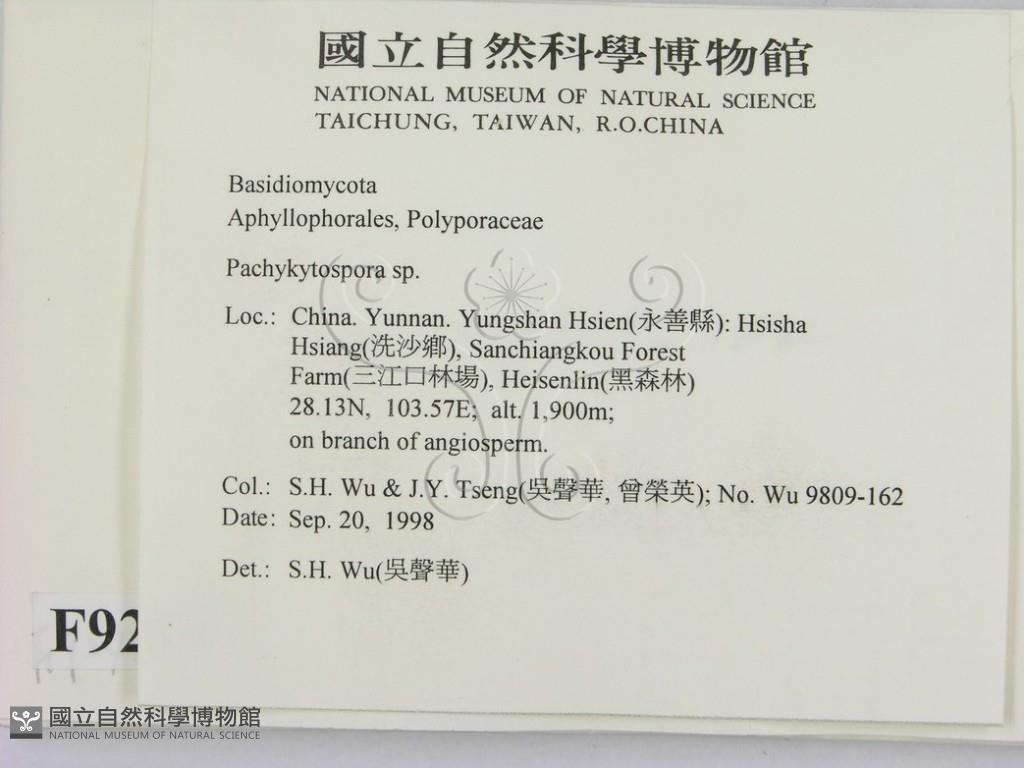 國立自然科學博物館
NATIONAL MUSEUM OF NATURAL SCIENCE
TAICHUNG, TAIWAN, R.O.CHINA
Basidiomycota
Aphyllophorales, Polyporaceae
Pachykytospora sp.
Loc.: China. Yunnan. Yungshan Hsien(永善縣): Hsisha
Hsiang(洗沙鄉), Sanchiangkou Forest
Farm(三江口林場), Heisenlin(黑森林)
28.13N, 103.57E; alt. 1,900m;
on branch of angiosperm.
Col.: S.H. Wu & J.Y. Tseng(吳聲華, 曾榮英); No. Wu 9809-162
Date: Sep. 20, 1998
Det.: S.H. Wu(吳聲華)
F92
國立自然科學博物館
NATIONAL MUSEUM OF NATURAL SCIENCE